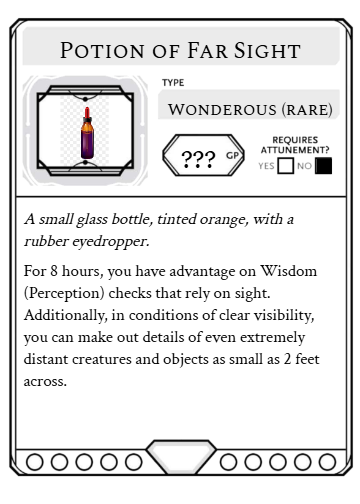 Potion of Far Sight
TYPE
Wonderous (rare)
??? GP
REQUIRES
ATTUNEMENT?
YES NO
A small glass bottle, tinted orange, with a
rubber eyedropper.
For 8 hours, you have advantage on Wisdom
(Perception) checks that rely on sight.
Additionally, in conditions of clear visibility,
you can make out details of even extremely
distant creatures and objects as small as 2 feet
across.